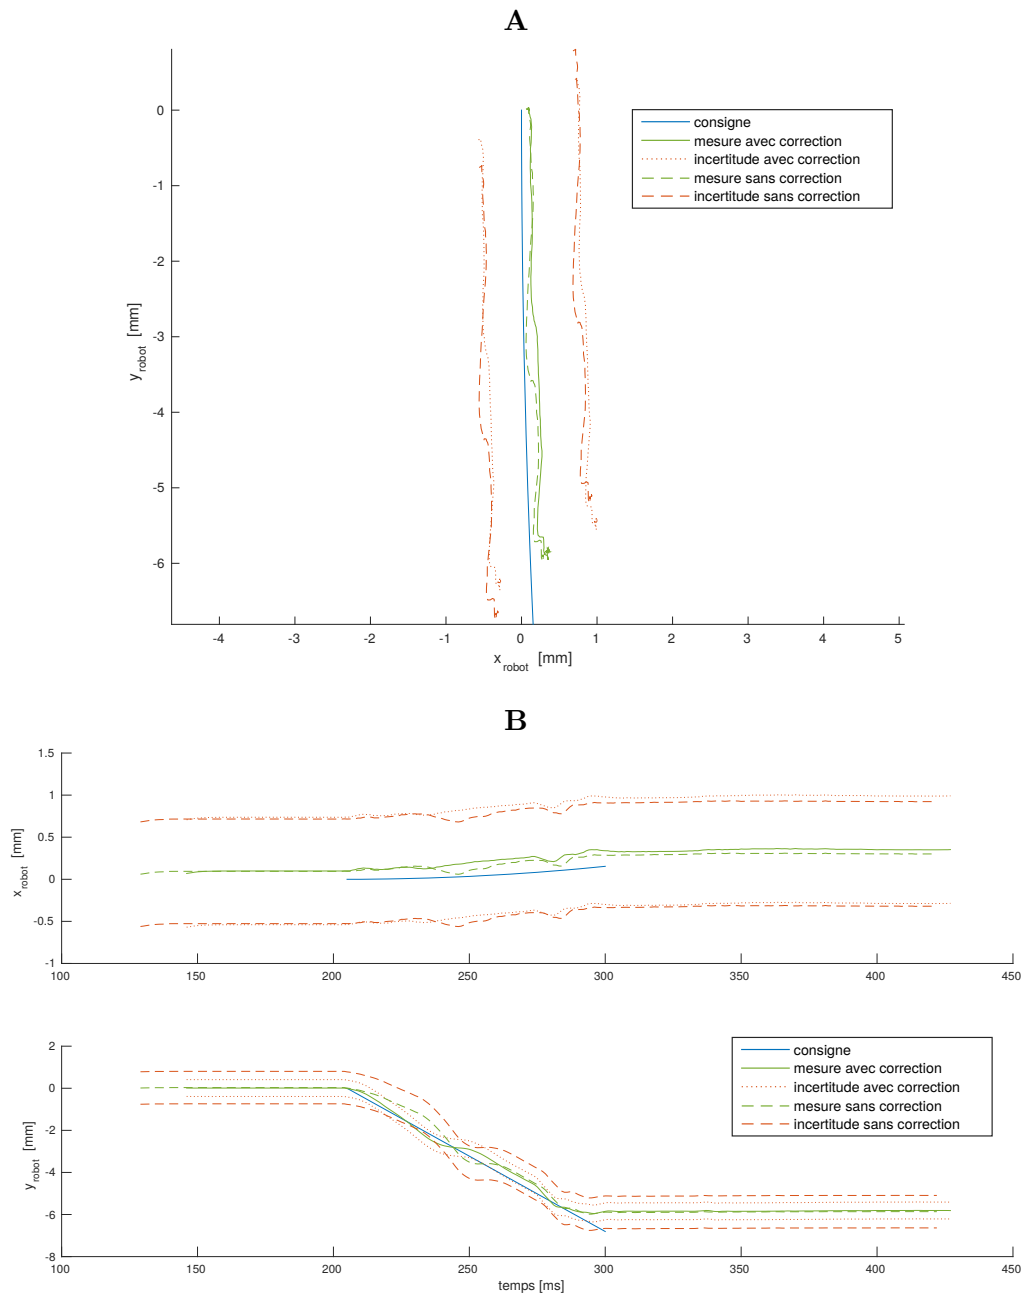 A
0
-1
-2
-3
-4
-5
-6
y robot [mm]
-4 -3 -2 -1 0 1 2 3 4 5
x robot [mm]
consigne
mesure avec correction
incertitude avec correction
mesure sans correction
incertitude sans correction
B
1.5
1
0.5
0
-0.5
-1
x robot [mm]
100 150 200 250 300 350 400 450
2
0
-2
-4
-6
-8
y robot [mm]
consigne
mesure avec correction
incertitude avec correction
mesure sans correction
incertitude sans correction
100 150 200 250 300 350 400 450
temps [ms]